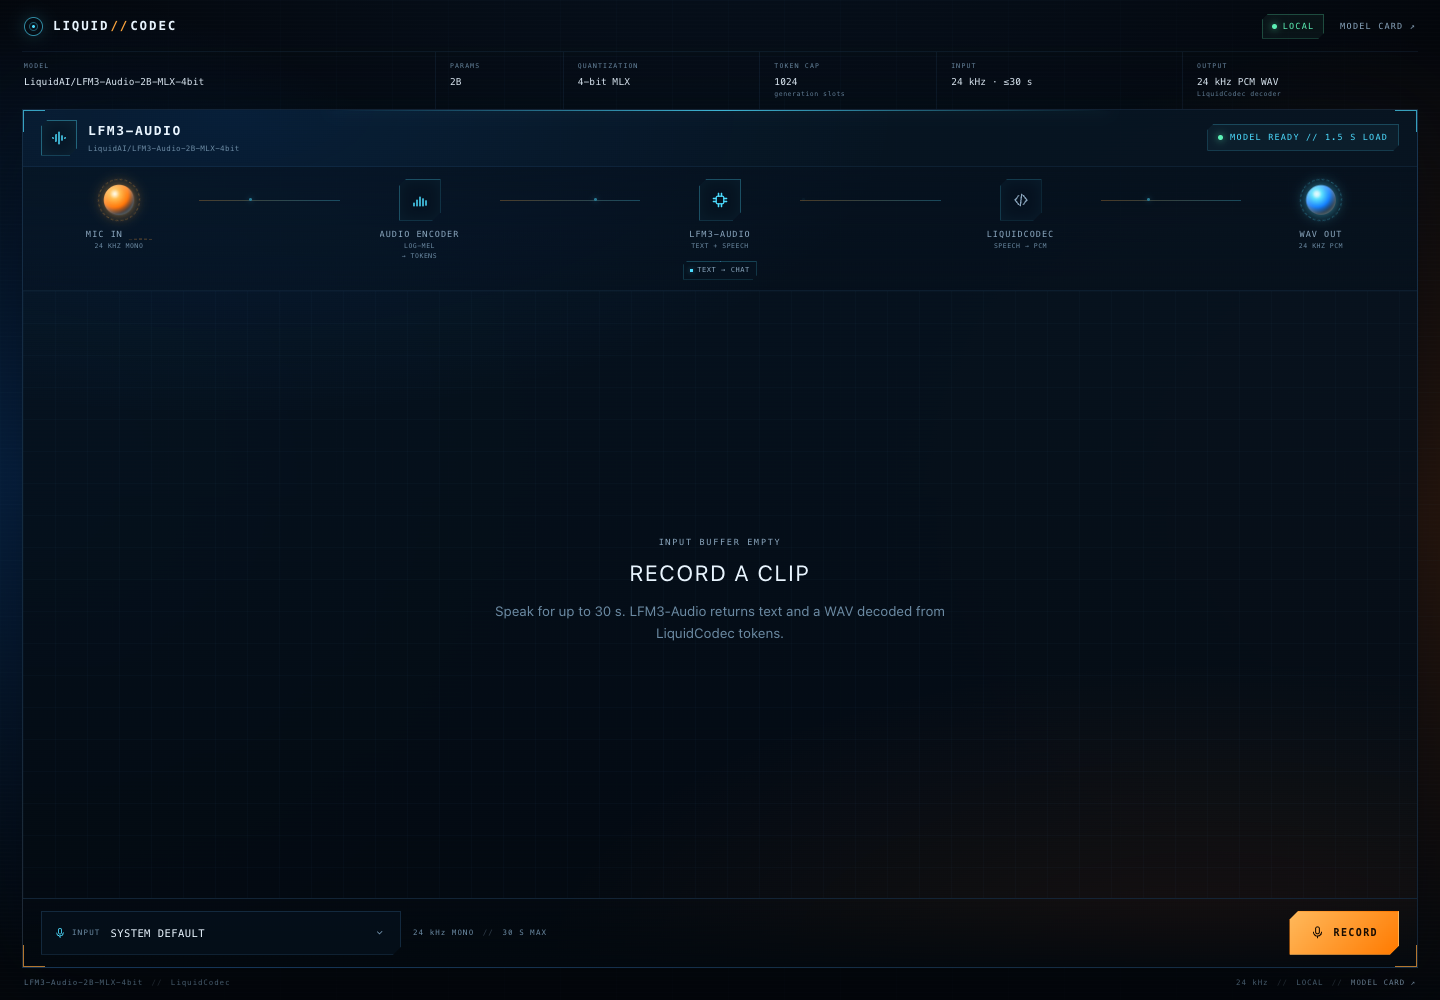 LIQUID//CODEC
LOCAL
MODEL CARD ↗
MODEL
LiquidAI/LFM3-Audio-2B-MLX-4bit
PARAMS
2B
QUANTIZATION
4-bit MLX
TOKEN CAP
1024
generation slots
INPUT
24 kHz · ≤30 s
OUTPUT
24 kHz PCM WAV
LiquidCodec decoder
LFM3-AUDIO
LiquidAI/LFM3-Audio-2B-MLX-4bit
MODEL READY // 1.5 S LOAD
MIC IN
24 KHZ MONO
AUDIO ENCODER
LOG-MEL
→ TOKENS
LFM3-AUDIO
TEXT + SPEECH
TEXT → CHAT
LIQUIDCODEC
SPEECH → PCM
WAV OUT
24 KHZ PCM
INPUT BUFFER EMPTY
RECORD A CLIP
Speak for up to 30 s. LFM3-Audio returns text and a WAV decoded from
LiquidCodec tokens.
INPUT SYSTEM DEFAULT
24 kHz MONO // 30 S MAX
RECORD
LFM3-Audio-2B-MLX-4bit // LiquidCodec
24 kHz // LOCAL // MODEL CARD ↗